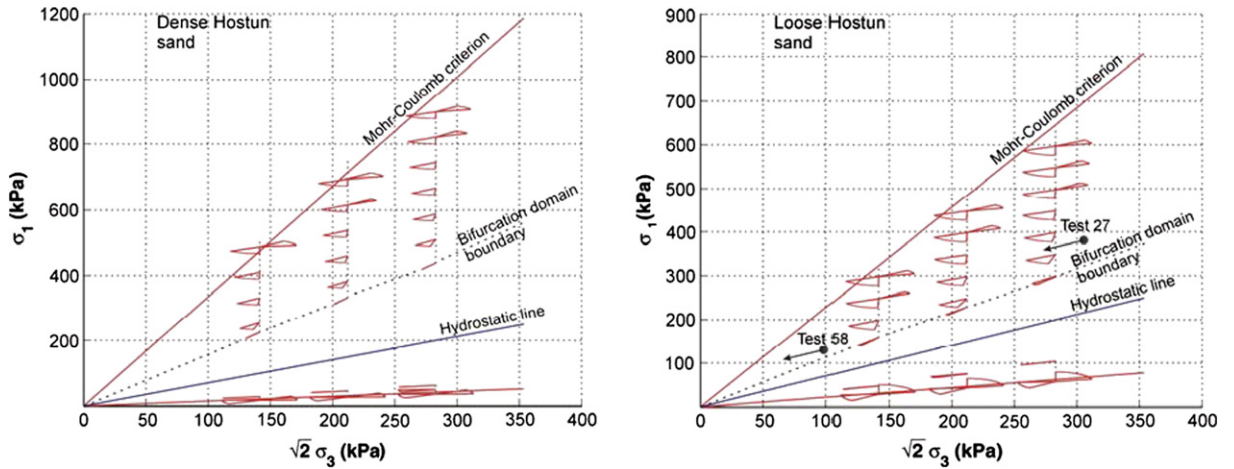 Dense Hostun
sand
1200
1000
800
600
400
200
0
50
100
150
200
250
300
350
400
σ1 (kPa)
√2 σ3 (kPa)
Mohr-Coulomb criterion
Bifurcation domain
boundary
Hydrostatic line
Loose Hostun
sand
900
800
700
600
500
400
300
200
100
0
50
100
150
200
250
300
350
400
σ1 (kPa)
√2 σ3 (kPa)
Mohr-Coulomb criterion
Test 27
Bifurcation domain
boundary
Hydrostatic line
Test 58